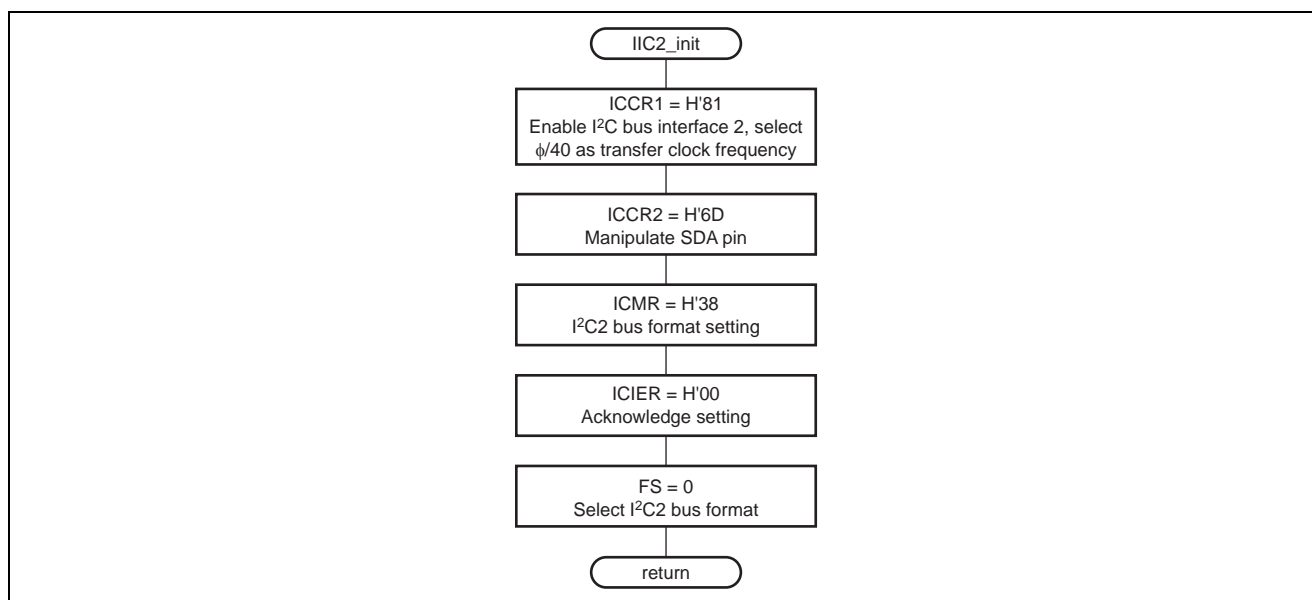 IIC2_init
ICCR1 = H'81
Enable I²C bus interface 2, select
ϕ/40 as transfer clock frequency
ICCR2 = H'6D
Manipulate SDA pin
ICMR = H'38
I²C2 bus format setting
ICIER = H'00
Acknowledge setting
FS = 0
Select I²C2 bus format
return